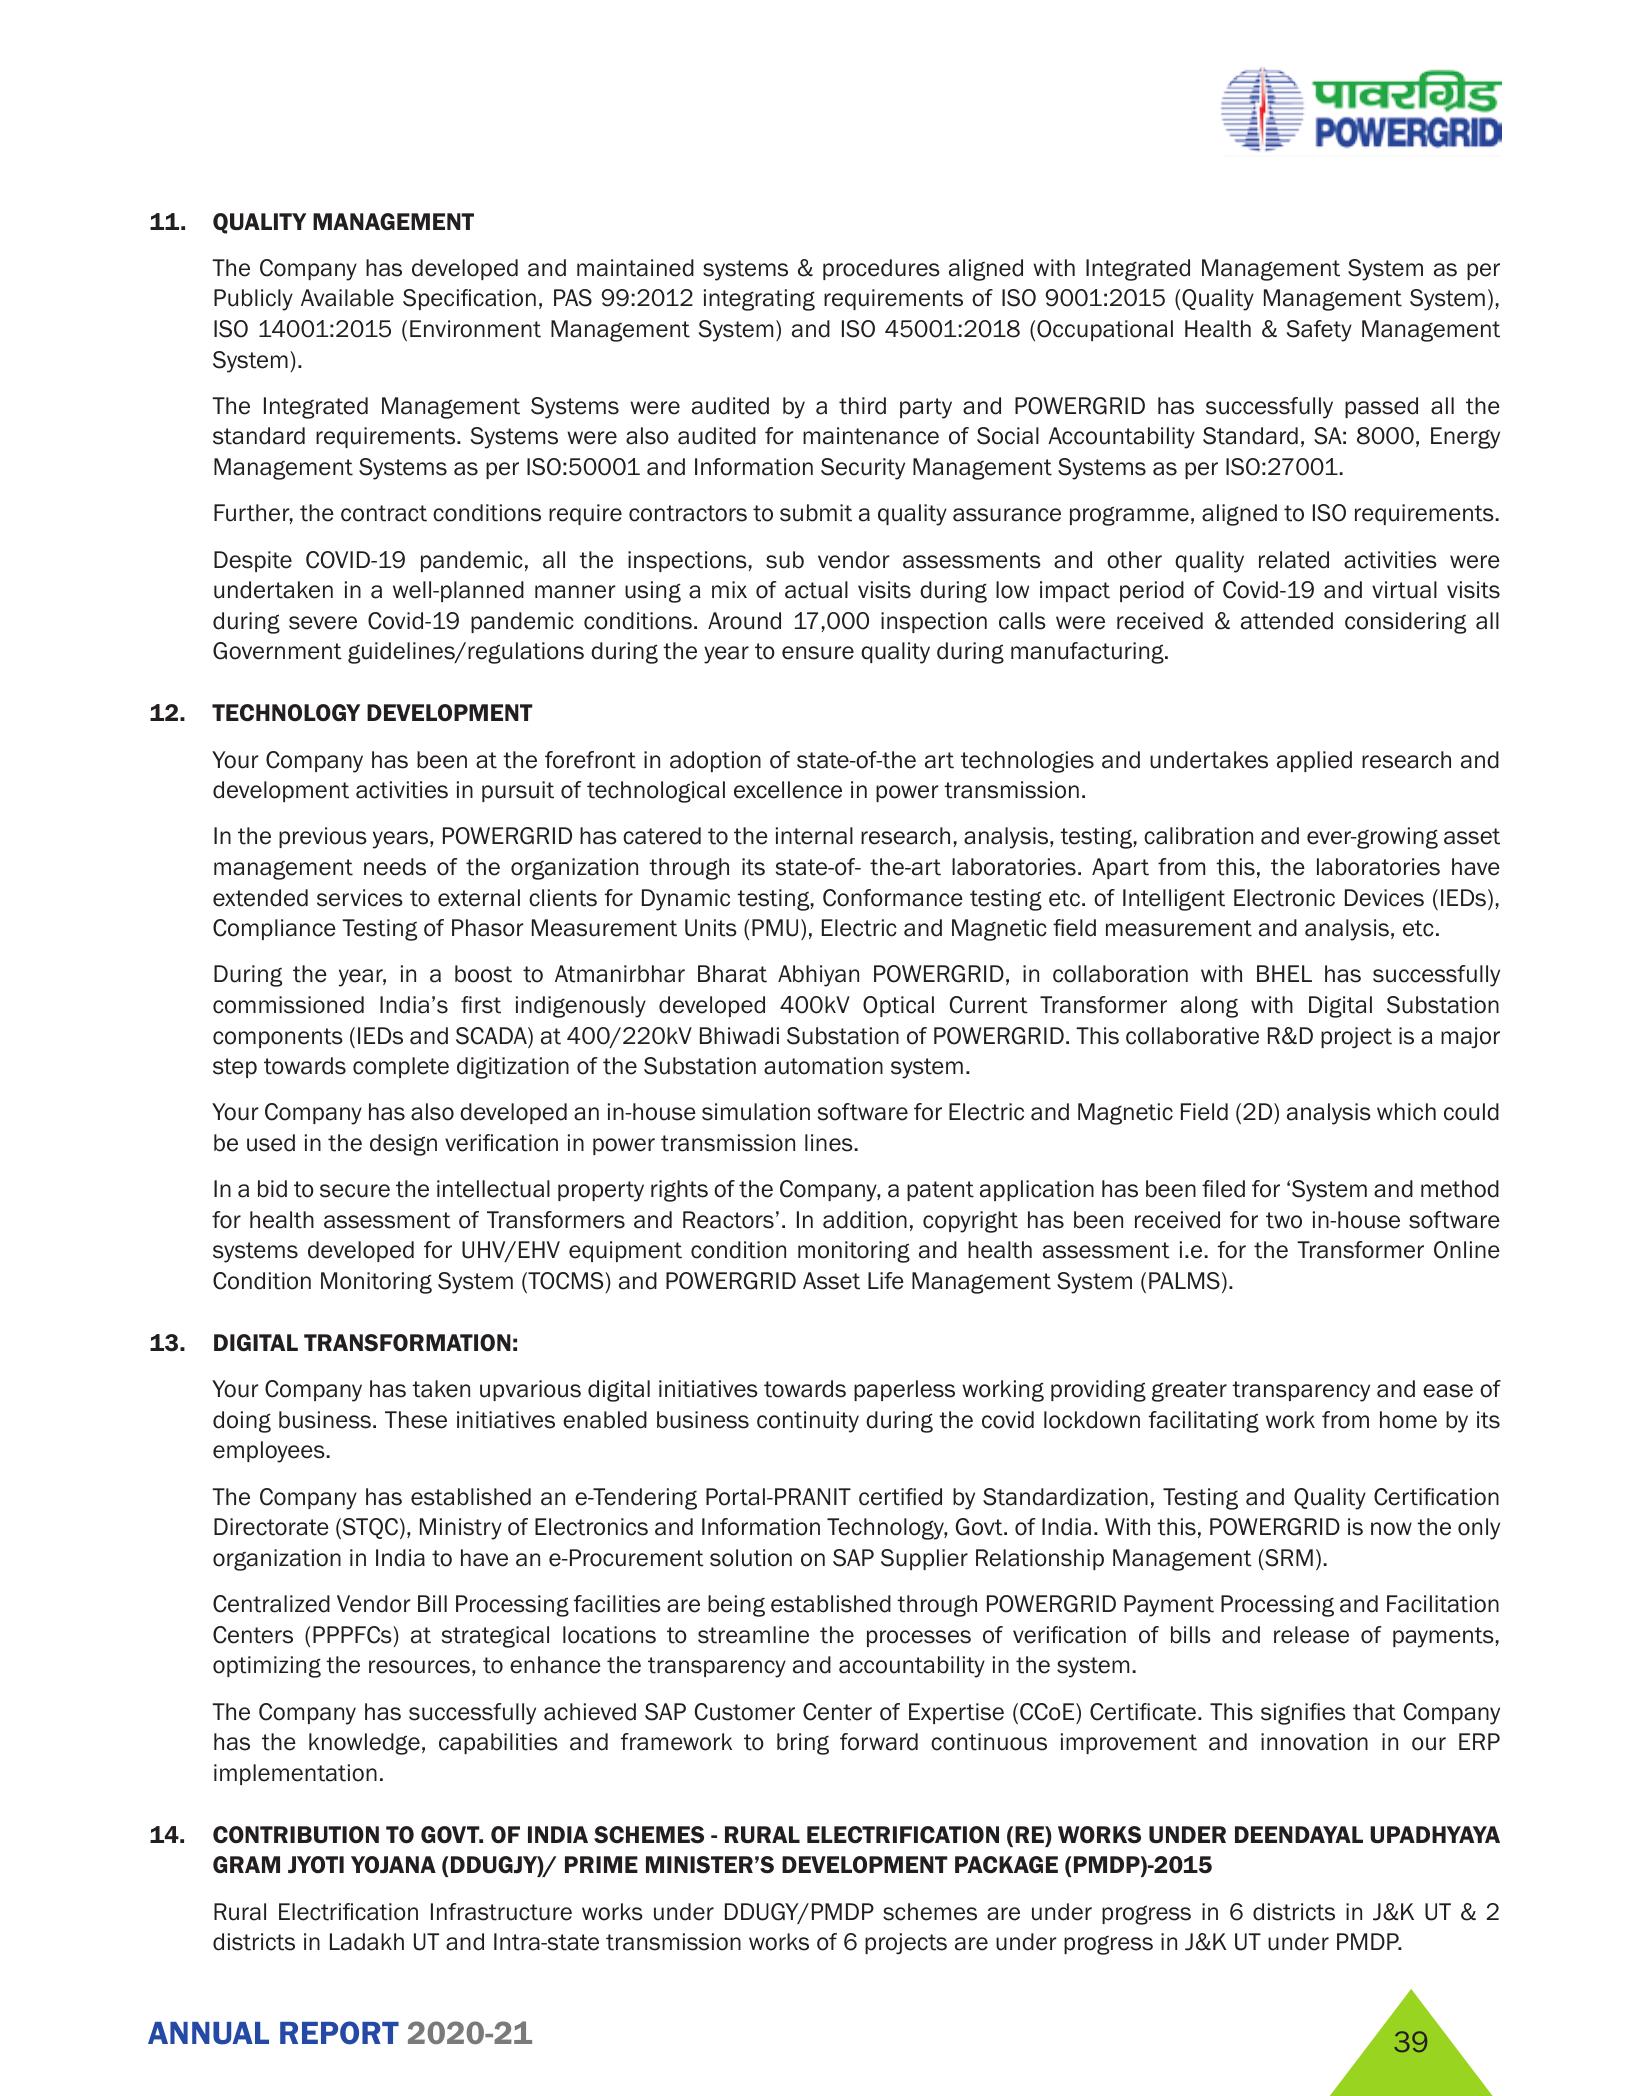 पावरग्रिड
POWERGRID
11. QUALITY MANAGEMENT
The Company has developed and maintained systems & procedures aligned with Integrated Management System as per
Publicly Available Specification, PAS 99:2012 integrating requirements of ISO 9001:2015 (Quality Management System),
ISO 14001:2015 (Environment Management System) and ISO 45001:2018 (Occupational Health & Safety Management
System).
The Integrated Management Systems were audited by a third party and POWERGRID has successfully passed all the
standard requirements. Systems were also audited for maintenance of Social Accountability Standard, SA: 8000, Energy
Management Systems as per ISO:50001 and Information Security Management Systems as per ISO:27001.
Further, the contract conditions require contractors to submit a quality assurance programme, aligned to ISO requirements.
Despite COVID-19 pandemic, all the inspections, sub vendor assessments and other quality related activities were
undertaken in a well-planned manner using a mix of actual visits during low impact period of Covid-19 and virtual visits
during severe Covid-19 pandemic conditions. Around 17,000 inspection calls were received & attended considering all
Government guidelines/regulations during the year to ensure quality during manufacturing.
12. TECHNOLOGY DEVELOPMENT
Your Company has been at the forefront in adoption of state-of-the art technologies and undertakes applied research and
development activities in pursuit of technological excellence in power transmission.
In the previous years, POWERGRID has catered to the internal research, analysis, testing, calibration and ever-growing asset
management needs of the organization through its state-of- the-art laboratories. Apart from this, the laboratories have
extended services to external clients for Dynamic testing, Conformance testing etc. of Intelligent Electronic Devices (IEDs),
Compliance Testing of Phasor Measurement Units (PMU), Electric and Magnetic field measurement and analysis, etc.
During the year, in a boost to Atmanirbhar Bharat Abhiyan POWERGRID, in collaboration with BHEL has successfully
commissioned India’s first indigenously developed 400kV Optical Current Transformer along with Digital Substation
components (IEDs and SCADA) at 400/220kV Bhiwadi Substation of POWERGRID. This collaborative R&D project is a major
step towards complete digitization of the Substation automation system.
Your Company has also developed an in-house simulation software for Electric and Magnetic Field (2D) analysis which could
be used in the design verification in power transmission lines.
In a bid to secure the intellectual property rights of the Company, a patent application has been filed for ‘System and method
for health assessment of Transformers and Reactors’. In addition, copyright has been received for two in-house software
systems developed for UHV/EHV equipment condition monitoring and health assessment i.e. for the Transformer Online
Condition Monitoring System (TOCMS) and POWERGRID Asset Life Management System (PALMS).
13. DIGITAL TRANSFORMATION:
Your Company has taken upvarious digital initiatives towards paperless working providing greater transparency and ease of
doing business. These initiatives enabled business continuity during the covid lockdown facilitating work from home by its
employees.
The Company has established an e-Tendering Portal-PRANIT certified by Standardization, Testing and Quality Certification
Directorate (STQC), Ministry of Electronics and Information Technology, Govt. of India. With this, POWERGRID is now the only
organization in India to have an e-Procurement solution on SAP Supplier Relationship Management (SRM).
Centralized Vendor Bill Processing facilities are being established through POWERGRID Payment Processing and Facilitation
Centers (PPPFCs) at strategical locations to streamline the processes of verification of bills and release of payments,
optimizing the resources, to enhance the transparency and accountability in the system.
The Company has successfully achieved SAP Customer Center of Expertise (CCoE) Certificate. This signifies that Company
has the knowledge, capabilities and framework to bring forward continuous improvement and innovation in our ERP
implementation.
14. CONTRIBUTION TO GOVT. OF INDIA SCHEMES - RURAL ELECTRIFICATION (RE) WORKS UNDER DEENDAYAL UPADHYAYA
GRAM JYOTI YOJANA (DDUGJY)/ PRIME MINISTER’S DEVELOPMENT PACKAGE (PMDP)-2015
Rural Electrification Infrastructure works under DDUGY/PMDP schemes are under progress in 6 districts in J&K UT & 2
districts in Ladakh UT and Intra-state transmission works of 6 projects are under progress in J&K UT under PMDP.
ANNUAL REPORT 2020-21
39